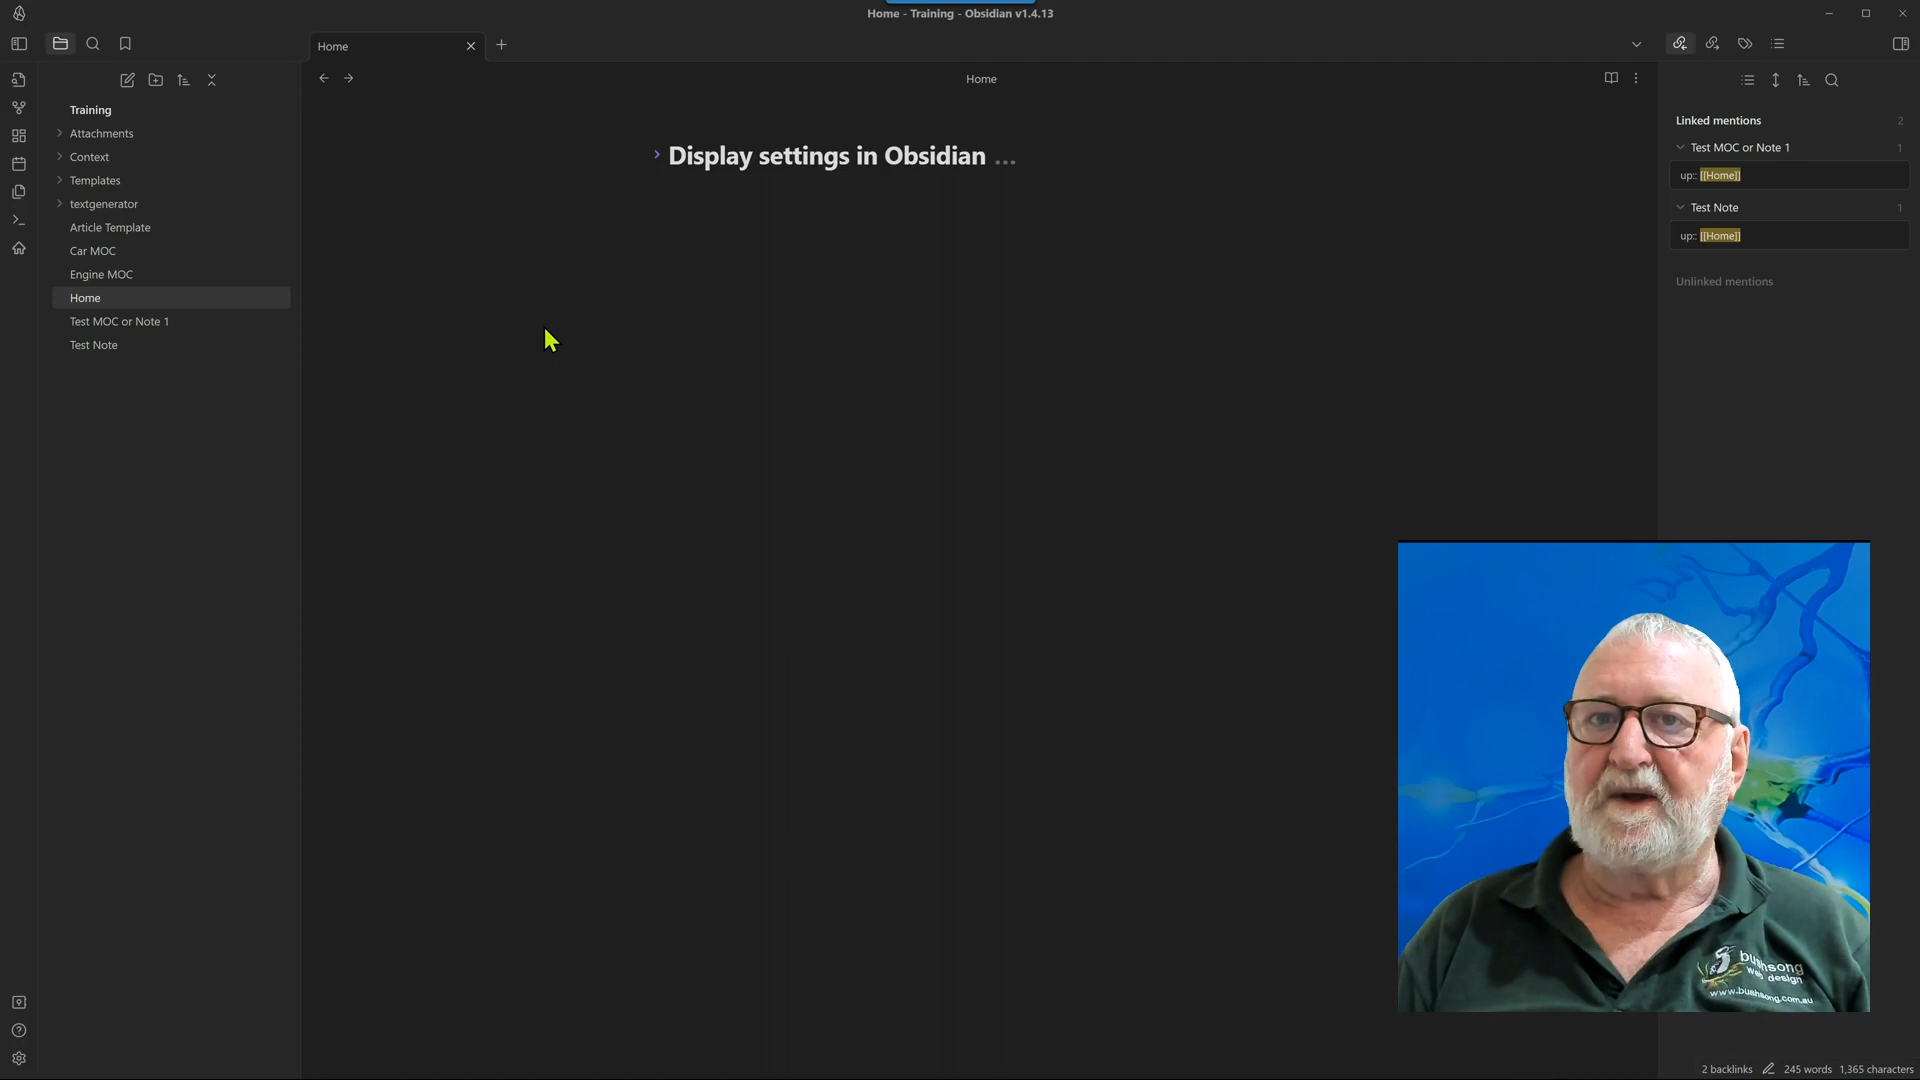 Home - Training - Obsidian v1.4.13
Home
Home
Training
Attachments
Context
Templates
textgenerator
Article Template
Car MOC
Engine MOC
Home
Test MOC or Note 1
Test Note
Display settings in Obsidian ...
Linked mentions 2
Test MOC or Note 1 1
up:: [[Home]]
Test Note 1
up:: [[Home]]
Unlinked mentions
bushsong
web design
www.bushsong.com.au
2 backlinks 245 words 1,365 characters